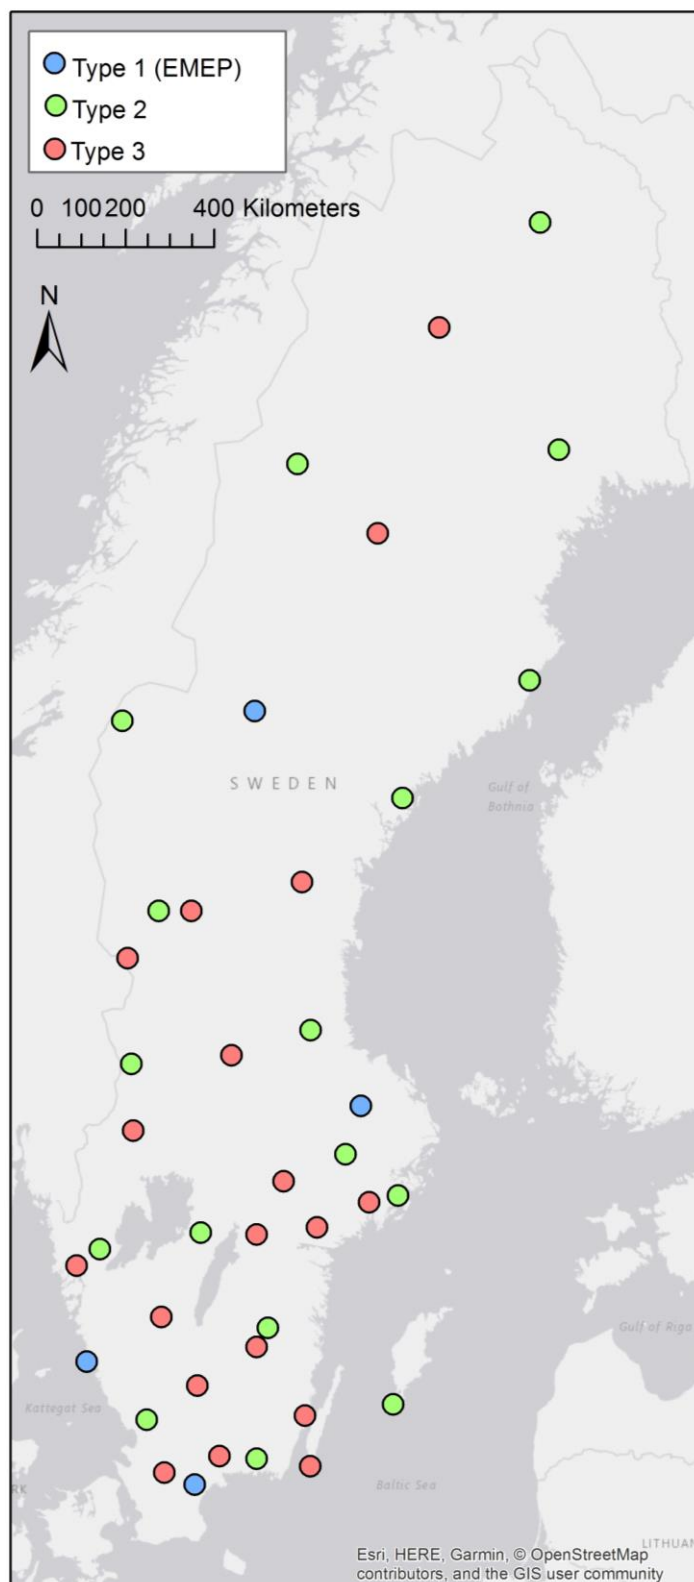 Type 1 (EMEP)
Type 2
Type 3
0 100 200 400 Kilometers
N
SWEDEN
Gulf of
Bothnia
Gulf of Riga
Kattegat Sea
RK
Baltic Sea
LITHUAN
Esri, HERE, Garmin, © OpenStreetMap
contributors, and the GIS user community